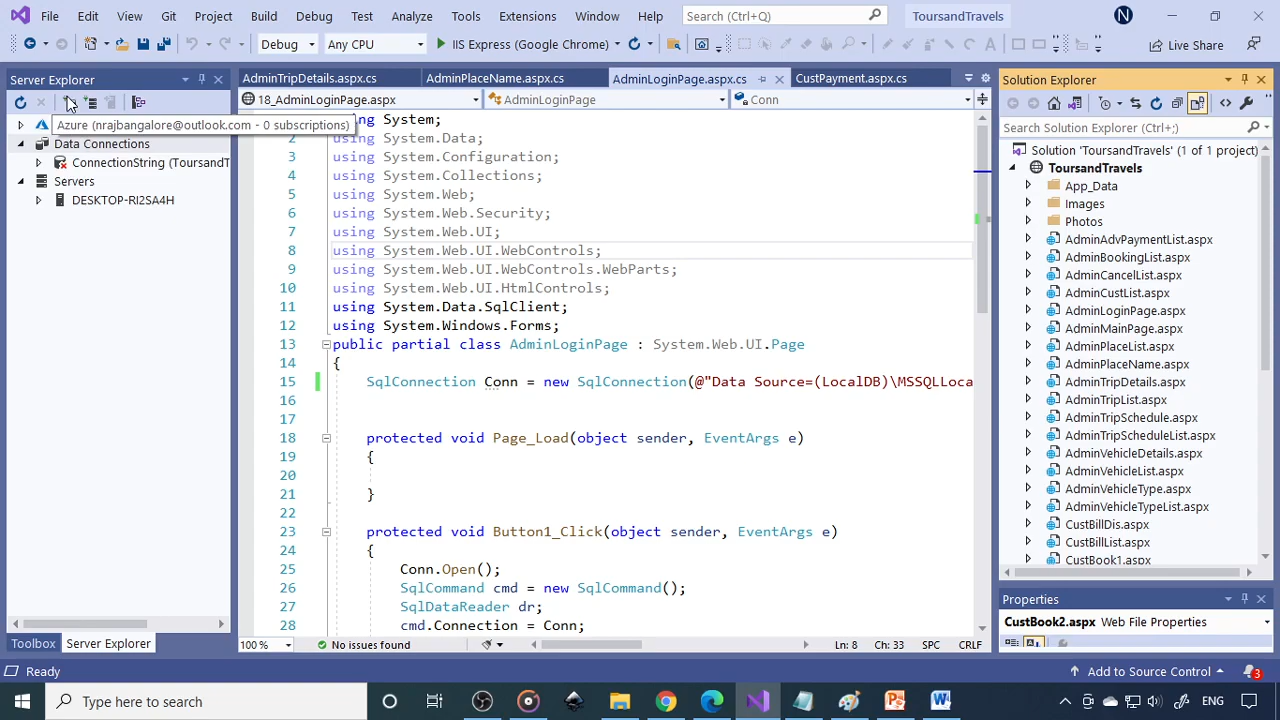 File Edit View Git Project Build Debug Test Analyze Tools Extensions Window Help Search (Ctrl+Q) ToursandTravels N
Debug Any CPU IIS Express (Google Chrome) Live Share
Server Explorer
Azure (nrajbangalore@outlook.com - 0 subscriptions)
Data Connections
ConnectionString (ToursandT
Servers
DESKTOP-RI2SA4H
Toolbox Server Explorer
AdminTripDetails.aspx.cs AdminPlaceName.aspx.cs AdminLoginPage.aspx.cs CustPayment.aspx.cs
18_AdminLoginPage.aspx AdminLoginPage Conn
ng System;
2 using System.Data;
3 using System.Configuration;
4 using System.Collections;
5 using System.Web;
6 using System.Web.Security;
7 using System.Web.UI;
8 using System.Web.UI.WebControls;
9 using System.Web.UI.WebControls.WebParts;
10 using System.Web.UI.HtmlControls;
11 using System.Data.SqlClient;
12 using System.Windows.Forms;
13 public partial class AdminLoginPage : System.Web.UI.Page
14 {
15 SqlConnection Conn = new SqlConnection(@"Data Source=(LocalDB)\MSSQLLoca
16
17
18 protected void Page_Load(object sender, EventArgs e)
19 {
20
21 }
22
23 protected void Button1_Click(object sender, EventArgs e)
24 {
25 Conn.Open();
26 SqlCommand cmd = new SqlCommand();
27 SqlDataReader dr;
28 cmd.Connection = Conn;
100 % No issues found Ln: 8 Ch: 33 SPC CRLF
Solution Explorer
Search Solution Explorer (Ctrl+;)
Solution 'ToursandTravels' (1 of 1 project)
ToursandTravels
App_Data
Images
Photos
AdminAdvPaymentList.aspx
AdminBookingList.aspx
AdminCancelList.aspx
AdminCustList.aspx
AdminLoginPage.aspx
AdminMainPage.aspx
AdminPlaceList.aspx
AdminPlaceName.aspx
AdminTripDetails.aspx
AdminTripList.aspx
AdminTripSchedule.aspx
AdminTripScheduleList.aspx
AdminVehicleDetails.aspx
AdminVehicleList.aspx
AdminVehicleType.aspx
AdminVehicleTypeList.aspx
CustBillDis.aspx
CustBillList.aspx
CustBook1.aspx
Properties
CustBook2.aspx Web File Properties
Ready Add to Source Control 3
Type here to search ENG